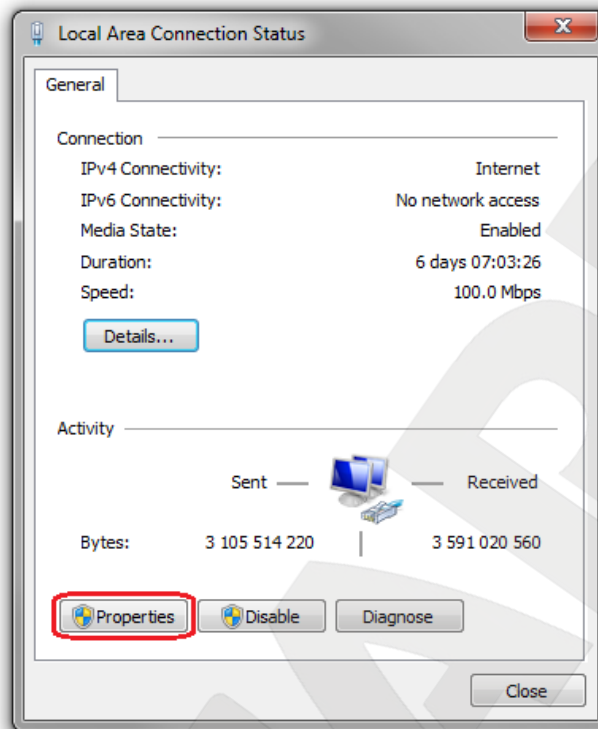 Local Area Connection Status
General
Connection
IPv4 Connectivity: Internet
IPv6 Connectivity: No network access
Media State: Enabled
Duration: 6 days 07:03:26
Speed: 100.0 Mbps
Details...
Activity
Sent Received
Bytes: 3 105 514 220 3 591 020 560
Properties Disable Diagnose
Close